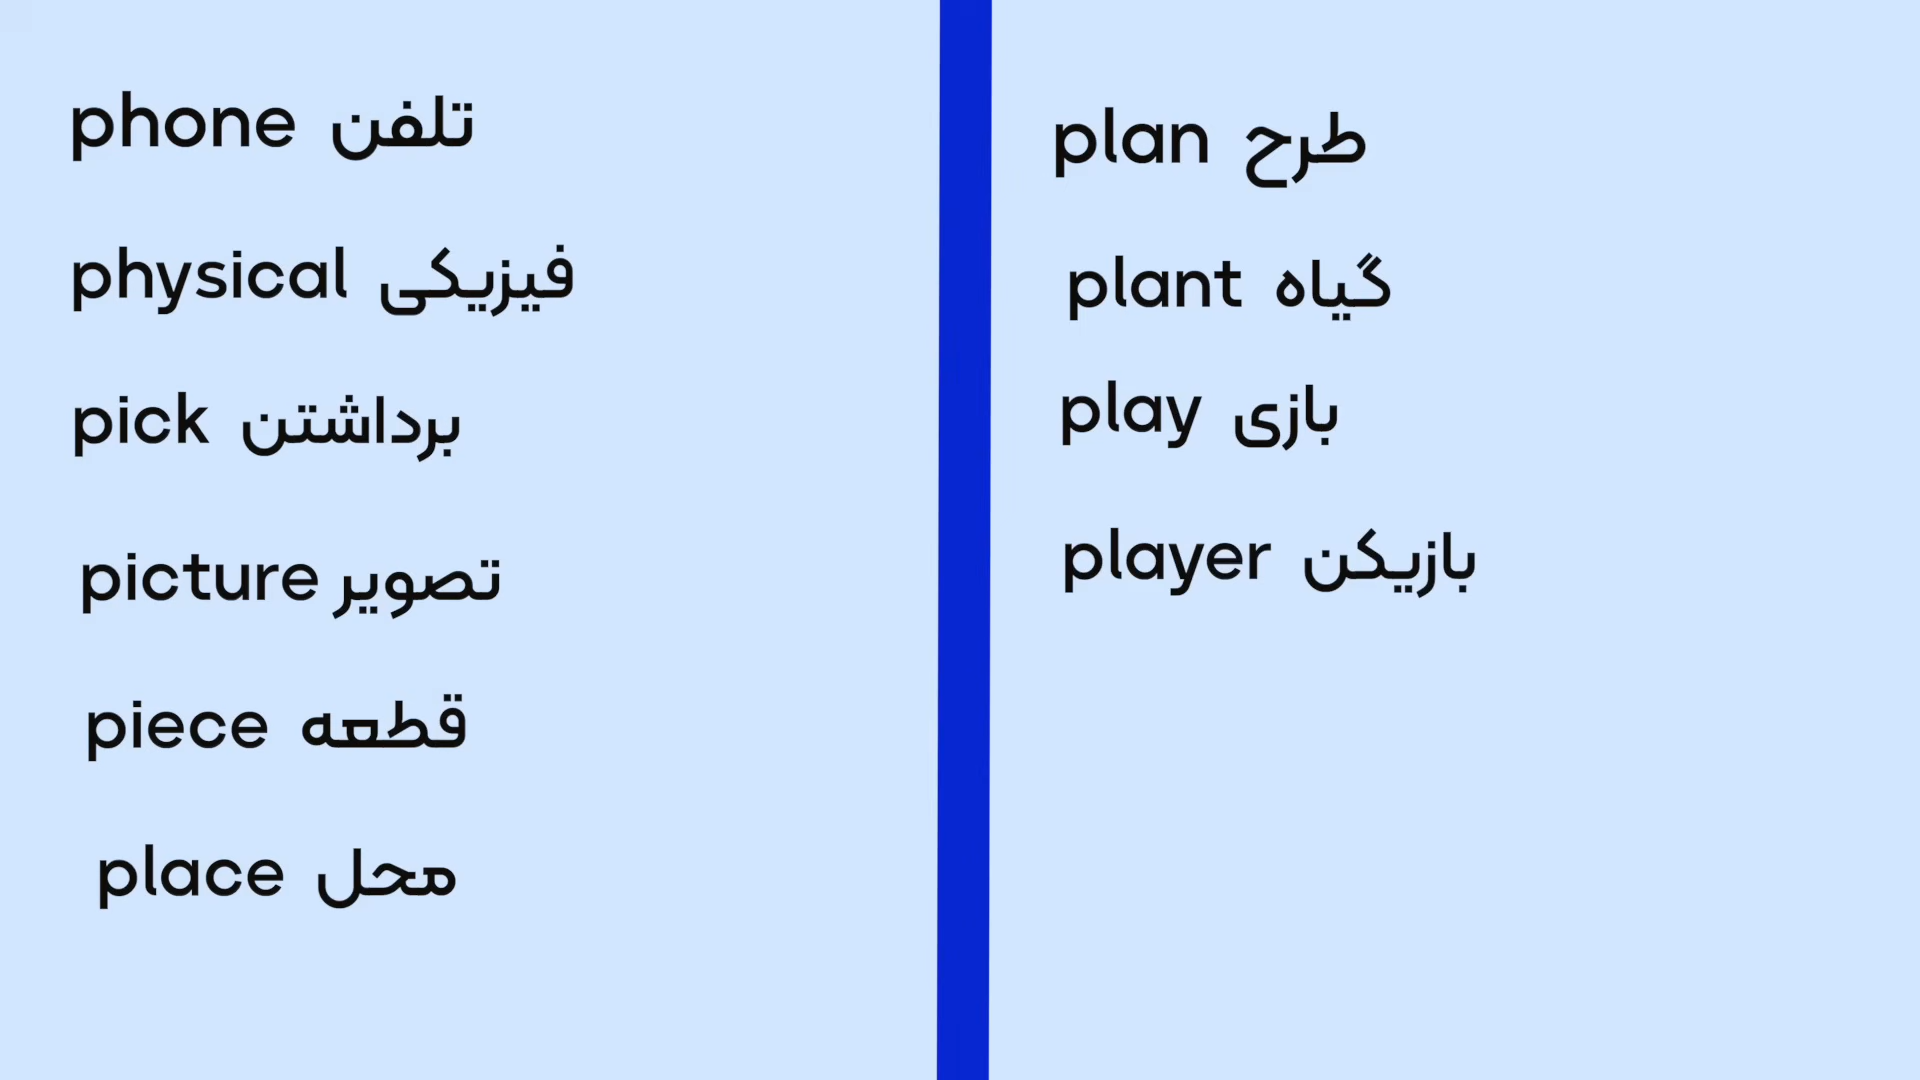 phone تلفن
physical فیزیکی
pick برداشتن
picture تصویر
piece قطعه
place محل
plan طرح
plant گیاه
play بازی
player بازیکن